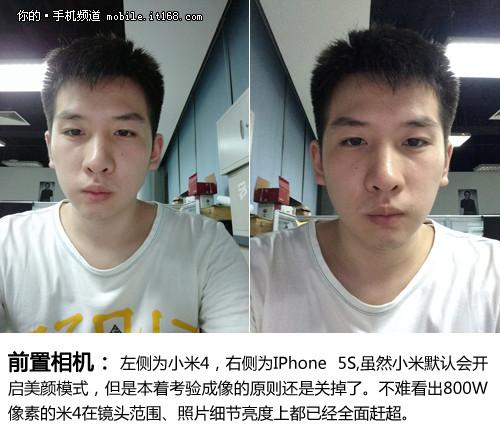 你的·手机频道 mobile.it168.com
前置相机：左侧为小米4，右侧为IPhone 5S,虽然小米默认会开
启美颜模式，但是本着考验成像的原则还是关掉了。不难看出800W
像素的米4在镜头范围、照片细节亮度上都已经全面赶超。